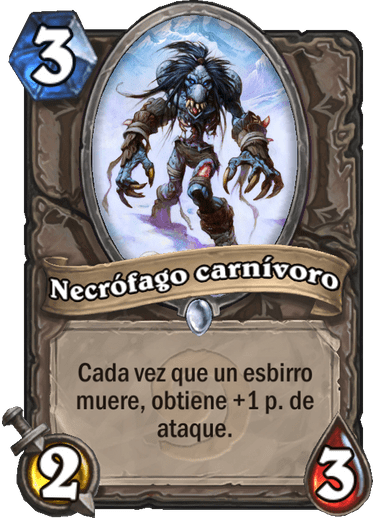 3
Necrófago carnívoro
Cada vez que un esbirro
muere, obtiene +1 p. de
ataque.
2
3